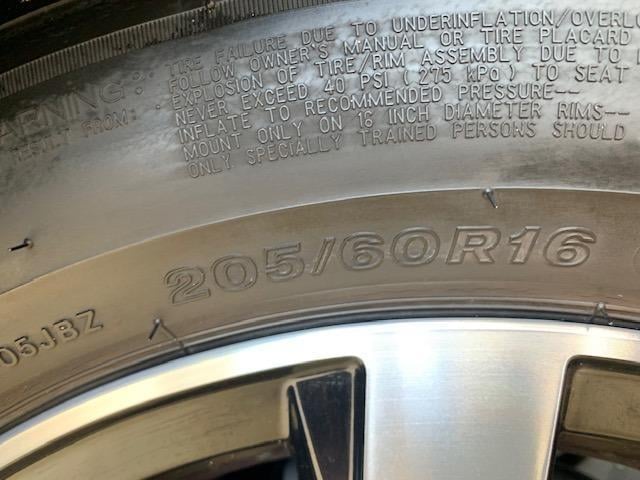 TIRE FAILURE DUE TO UNDERINFLATION/OVERLO
WARNING: FOLLOW OWNER'S MANUAL OR TIRE PLACARD
RESULT FROM: EXPLOSION OF TIRE/RIM ASSEMBLY DUE TO
NEVER EXCEED 40 PSI (275 kPa) TO SEAT
INFLATE TO RECOMMENDED PRESSURE--
MOUNT ONLY ON 16 INCH DIAMETER RIMS--
ONLY SPECIALLY TRAINED PERSONS SHOULD
205/60R16
05JBZ